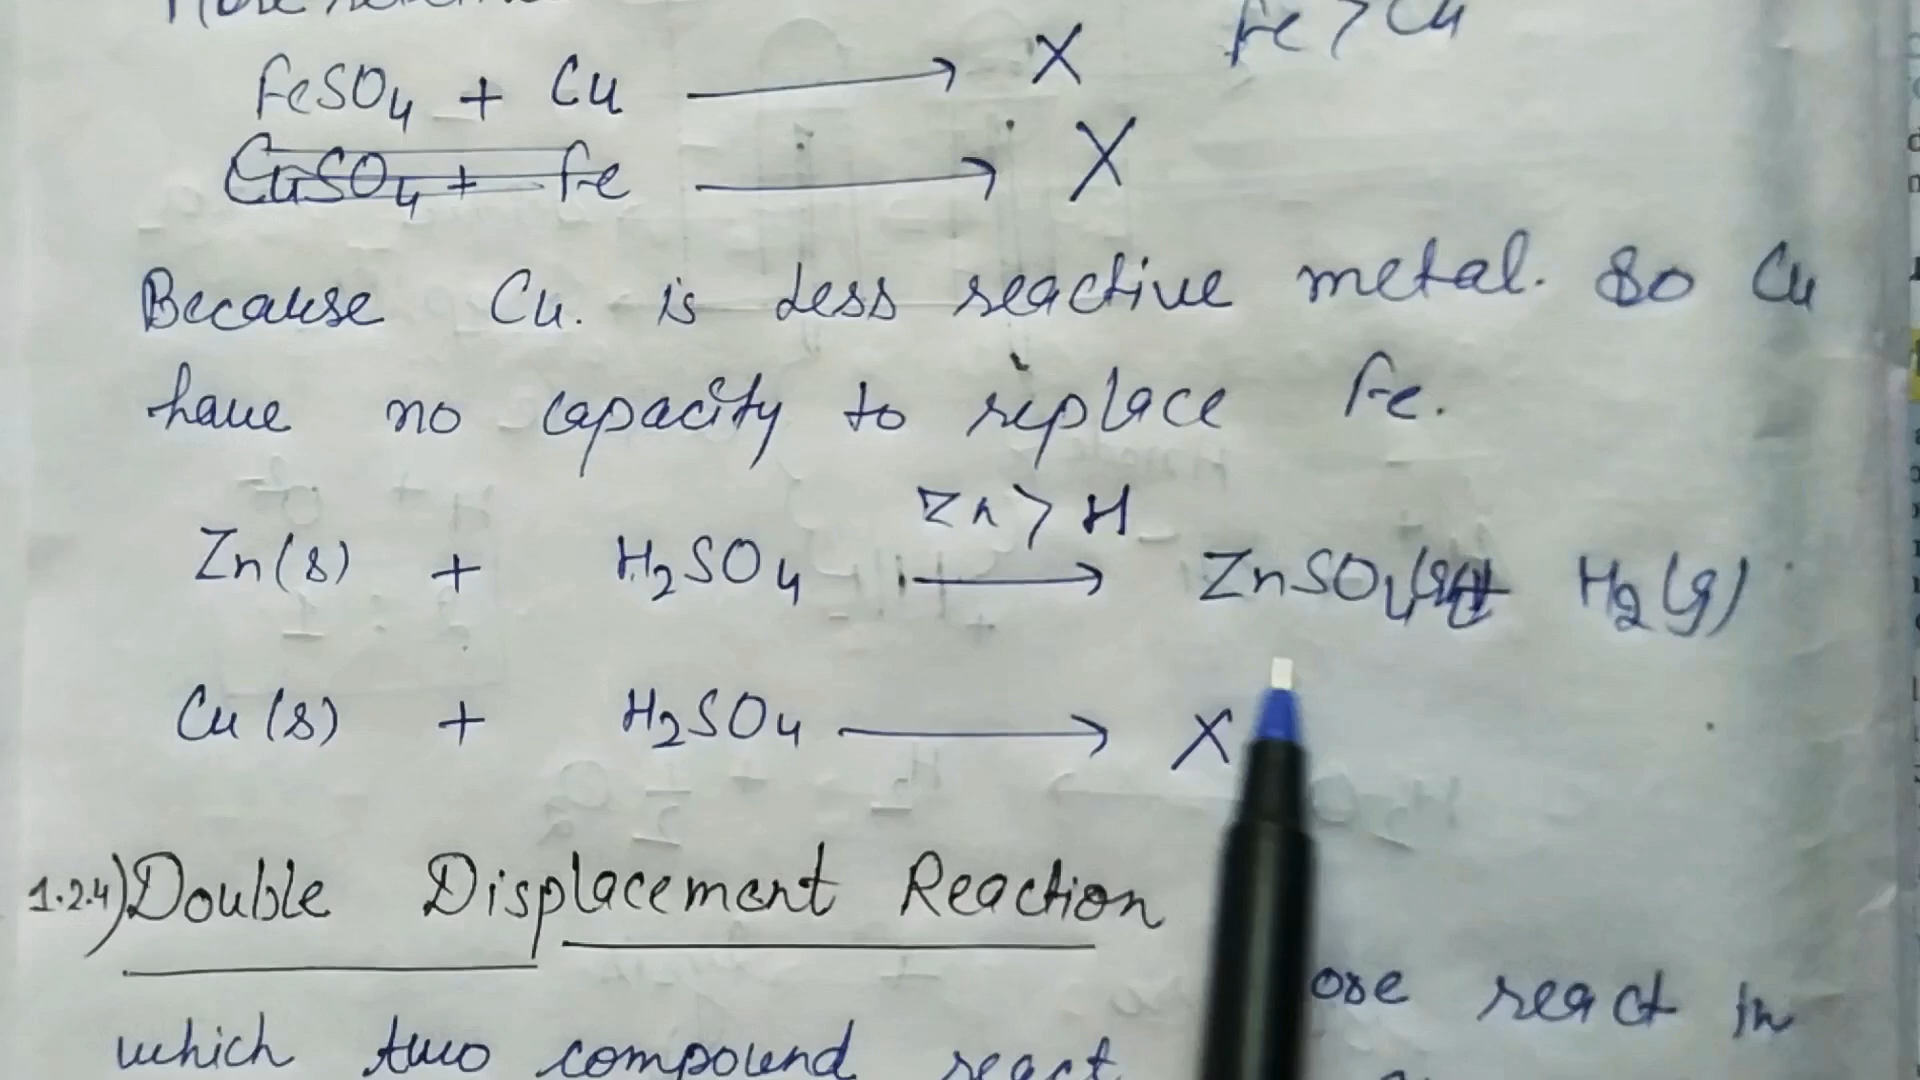 Fe > Cu
FeSO4 + Cu ⟶ X
CuSO4 + Fe ⟶ X
Because Cu. is less reactive metal. So Cu
have no capacity to replace Fe.
Zn > H
Zn(s) + H2SO4 ⟶ ZnSO4 + H2(g)
Cu(s) + H2SO4 ⟶ X
1.2.4) Double Displacement Reaction
ose react in
which two compound react